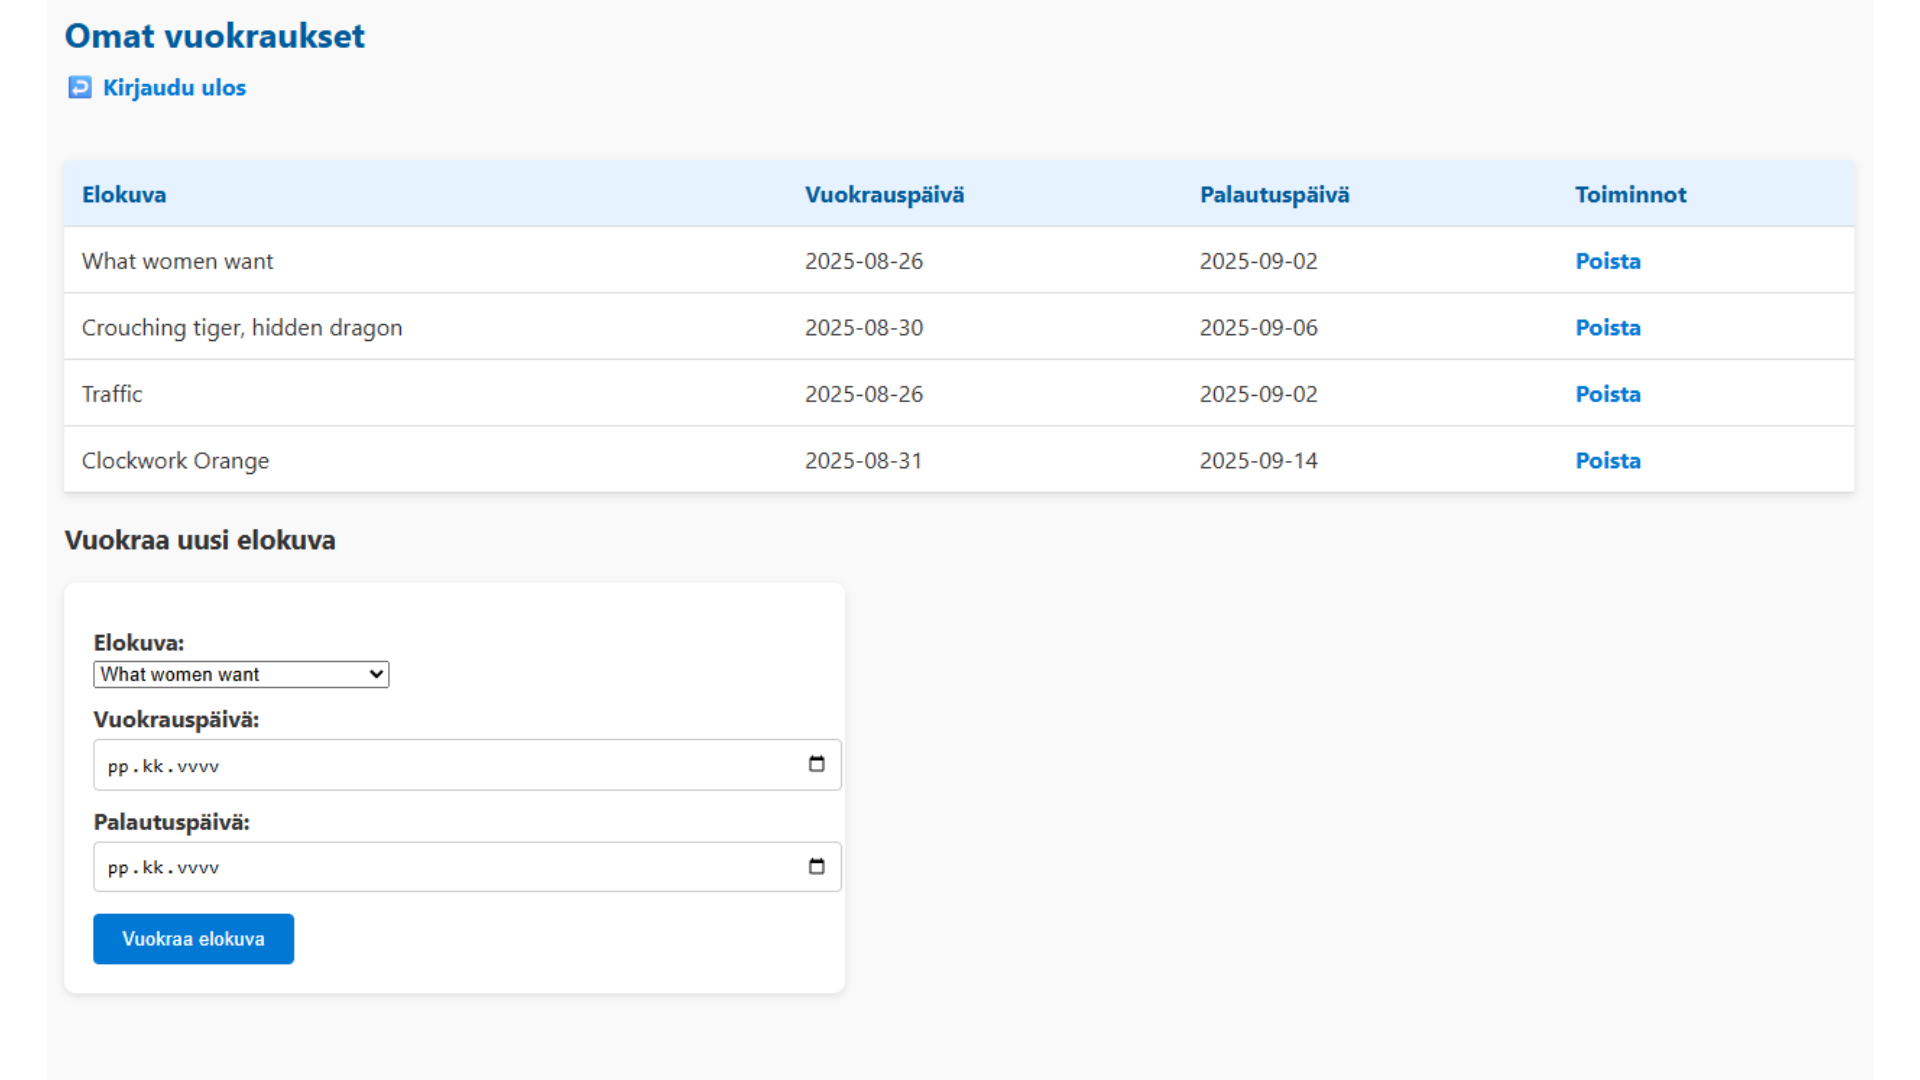 Omat vuokraukset
Kirjaudu ulos
Elokuva Vuokrauspäivä Palautuspäivä Toiminnot
What women want 2025-08-26 2025-09-02 Poista
Crouching tiger, hidden dragon 2025-08-30 2025-09-06 Poista
Traffic 2025-08-26 2025-09-02 Poista
Clockwork Orange 2025-08-31 2025-09-14 Poista
Vuokraa uusi elokuva
Elokuva:
What women want
Vuokrauspäivä:
pp.kk.vvvv
Palautuspäivä:
pp.kk.vvvv
Vuokraa elokuva